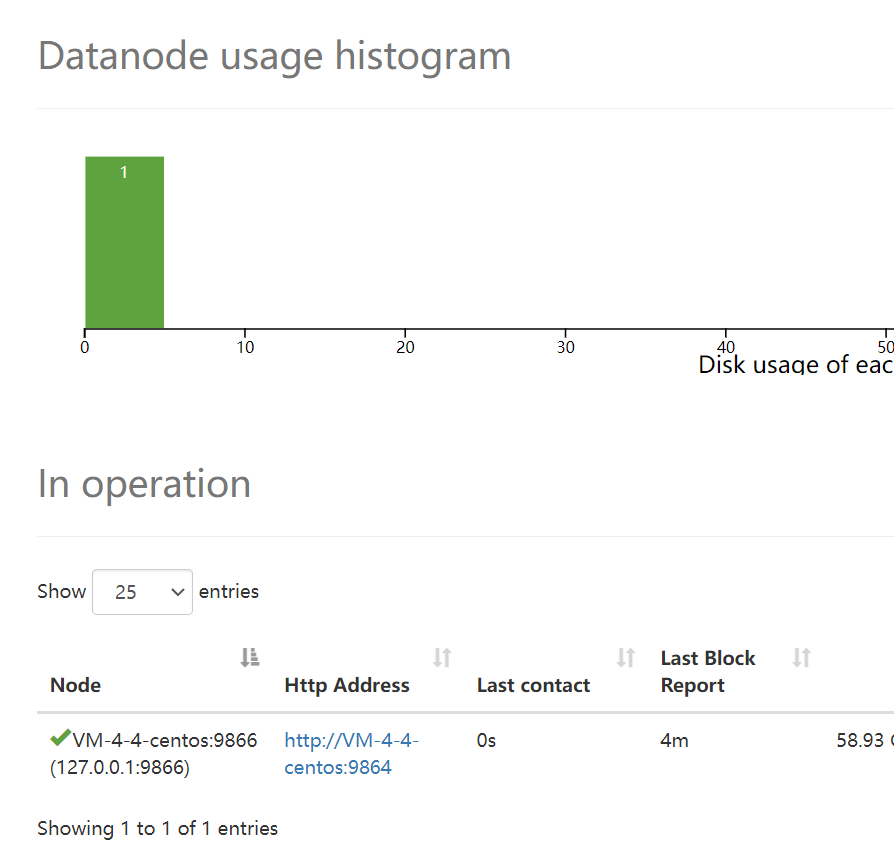 Datanode usage histogram
1
0 10 20 30 40 50
Disk usage of eac
In operation
Show 25 entries
Node Http Address Last contact Last Block Report
VM-4-4-centos:9866 http://VM-4-4- 0s 4m 58.93
(127.0.0.1:9866) centos:9864
Showing 1 to 1 of 1 entries